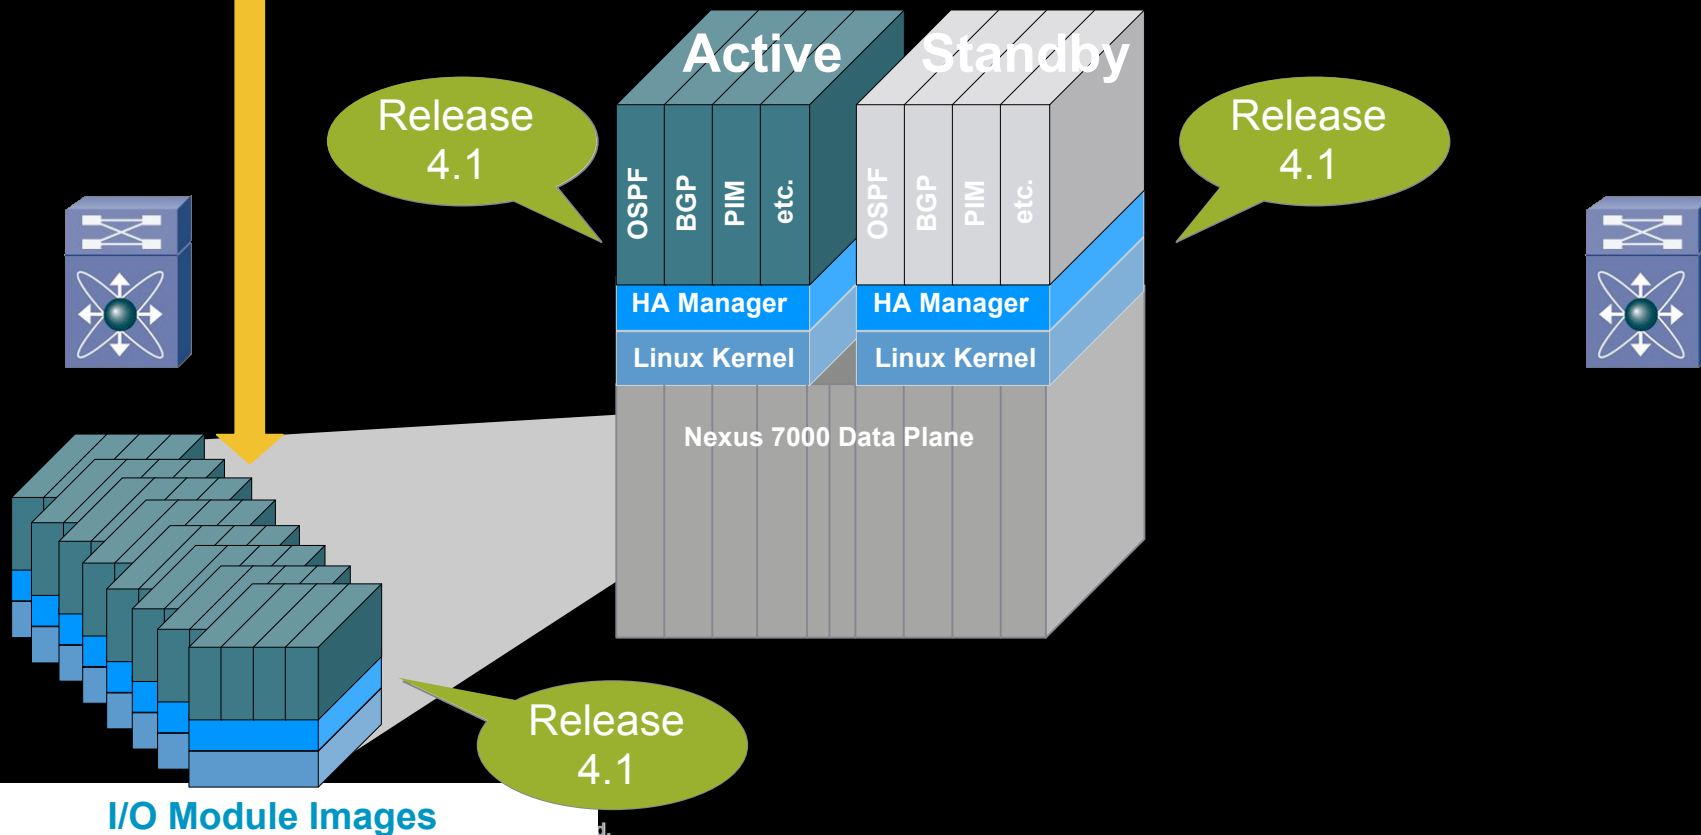 Active
Standby
Release
4.1
Release
4.1
OSPF
BGP
PIM
etc.
OSPF
BGP
PIM
etc.
HA Manager
HA Manager
Linux Kernel
Linux Kernel
Nexus 7000 Data Plane
Release
4.1
I/O Module Images